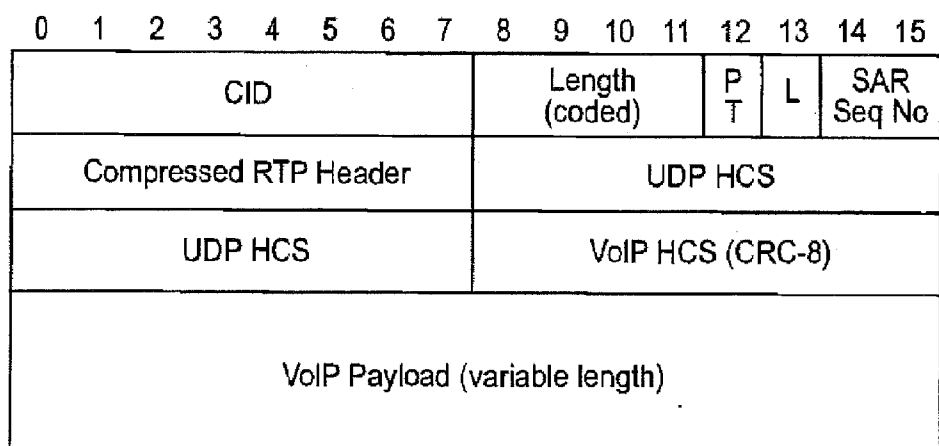 0 1 2 3 4 5 6 7 8 9 10 11 12 13 14 15
CID
Length
(coded)
P
T
L
SAR
Seq No
Compressed RTP Header
UDP HCS
UDP HCS
VoIP HCS (CRC-8)
VoIP Payload (variable length)